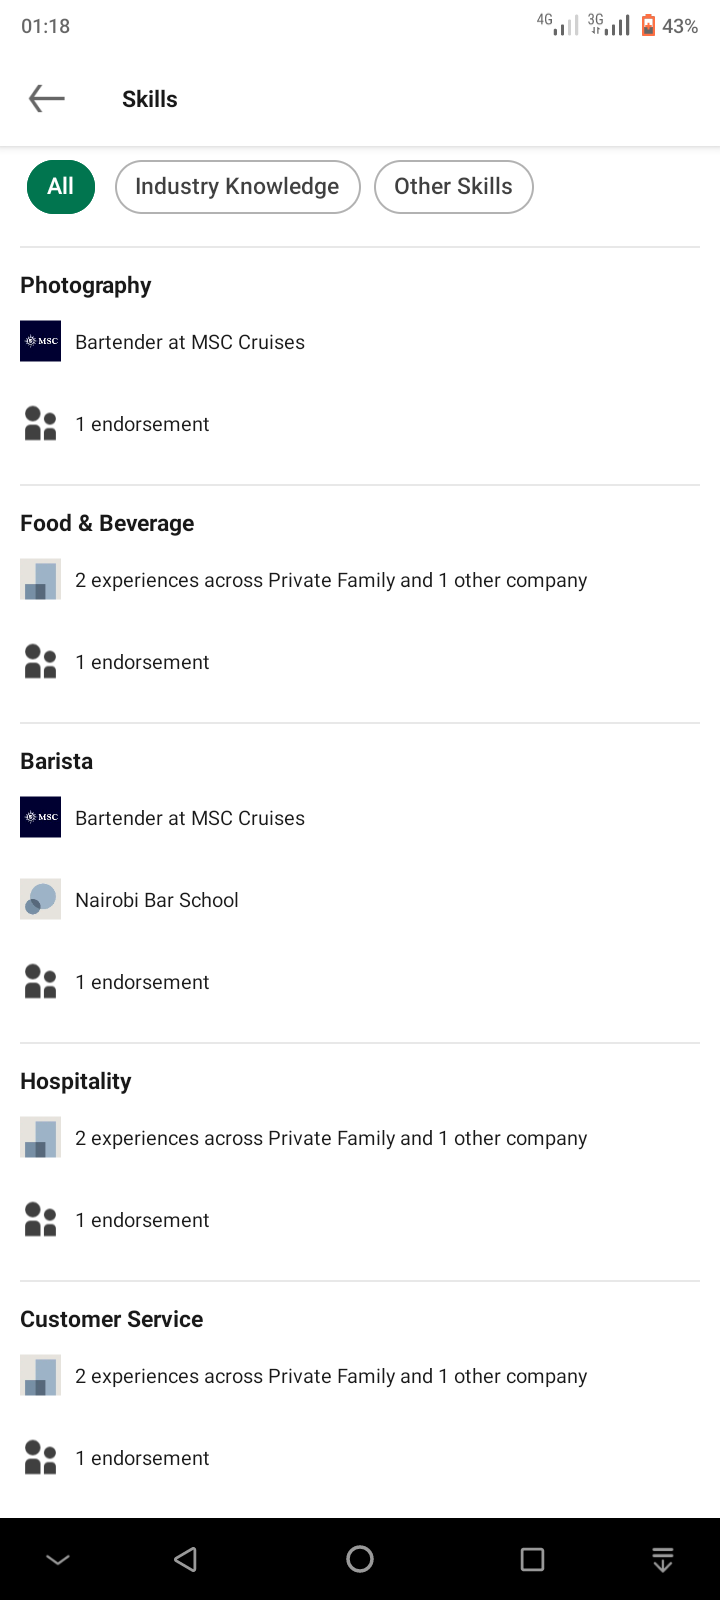 01:18
4G 3G 43%
Skills
All Industry Knowledge Other Skills
Photography
MSC Bartender at MSC Cruises
1 endorsement
Food & Beverage
2 experiences across Private Family and 1 other company
1 endorsement
Barista
MSC Bartender at MSC Cruises
Nairobi Bar School
1 endorsement
Hospitality
2 experiences across Private Family and 1 other company
1 endorsement
Customer Service
2 experiences across Private Family and 1 other company
1 endorsement